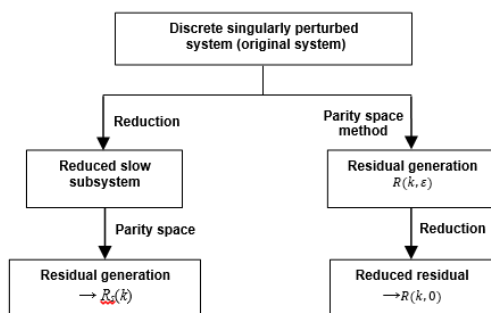 Discrete singularly perturbed
system (original system)
Reduction
Parity space
method
Reduced slow
subsystem
Residual generation
R(k, ε)
Parity space
Reduction
Residual generation
→ Rₛ(k)
Reduced residual
→R(k, 0)